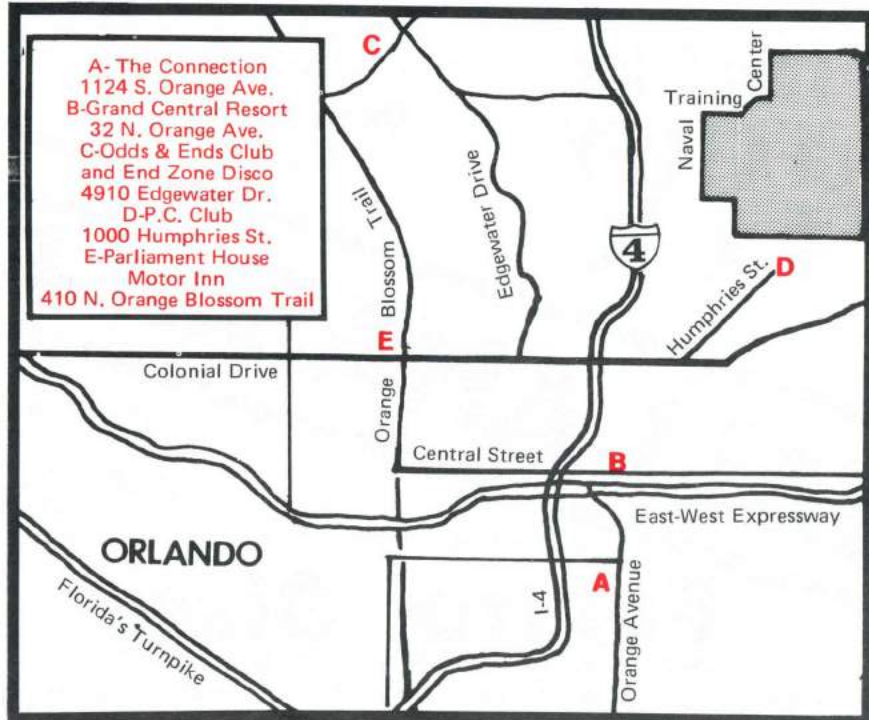 A- The Connection
1124 S. Orange Ave.
B-Grand Central Resort
32 N. Orange Ave.
C-Odds & Ends Club
and End Zone Disco
4910 Edgewater Dr.
D-P.C. Club
1000 Humphries St.
E-Parliament House
Motor Inn
410 N. Orange Blossom Trail
C
Naval Training Center
Orange Blossom Trail
Edgewater Drive
4
D
Humphries St.
E
Colonial Drive
Central Street
B
East-West Expressway
ORLANDO
A
I-4
Orange Avenue
Florida's Turnpike